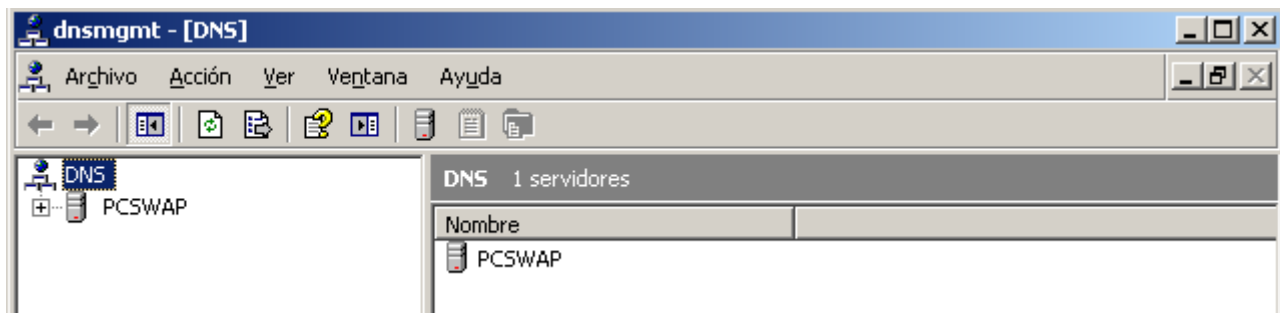 dnsmgmt - [DNS]
Archivo Acción Ver Ventana Ayuda
DNS
PCSWAP
DNS 1 servidores
Nombre
PCSWAP